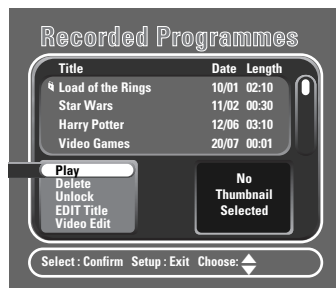 Recorded Programmes
Title Date Length
Load of the Rings 10/01 02:10
Star Wars 11/02 00:30
Harry Potter 12/06 03:10
Video Games 20/07 00:01
Play
Delete
Unlock
EDIT Title
Video Edit
No
Thumbnail
Selected
Select : Confirm Setup : Exit Choose: